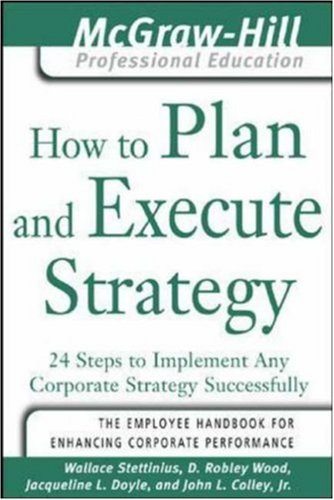 McGraw-Hill
Professional Education
How to Plan
and Execute
Strategy
24 Steps to Implement Any
Corporate Strategy Successfully
THE EMPLOYEE HANDBOOK FOR
ENHANCING CORPORATE PERFORMANCE
Wallace Stettinius, D. Robley Wood,
Jacqueline L. Doyle, and John L. Colley, Jr.